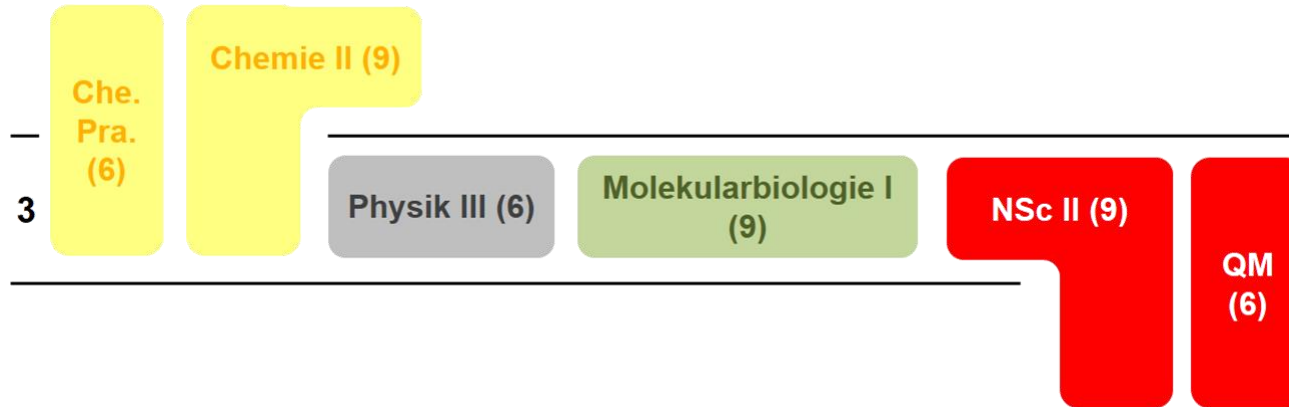 Chemie II (9)
Che.
Pra.
(6)
3
Physik III (6)
Molekularbiologie I
(9)
NSc II (9)
QM
(6)